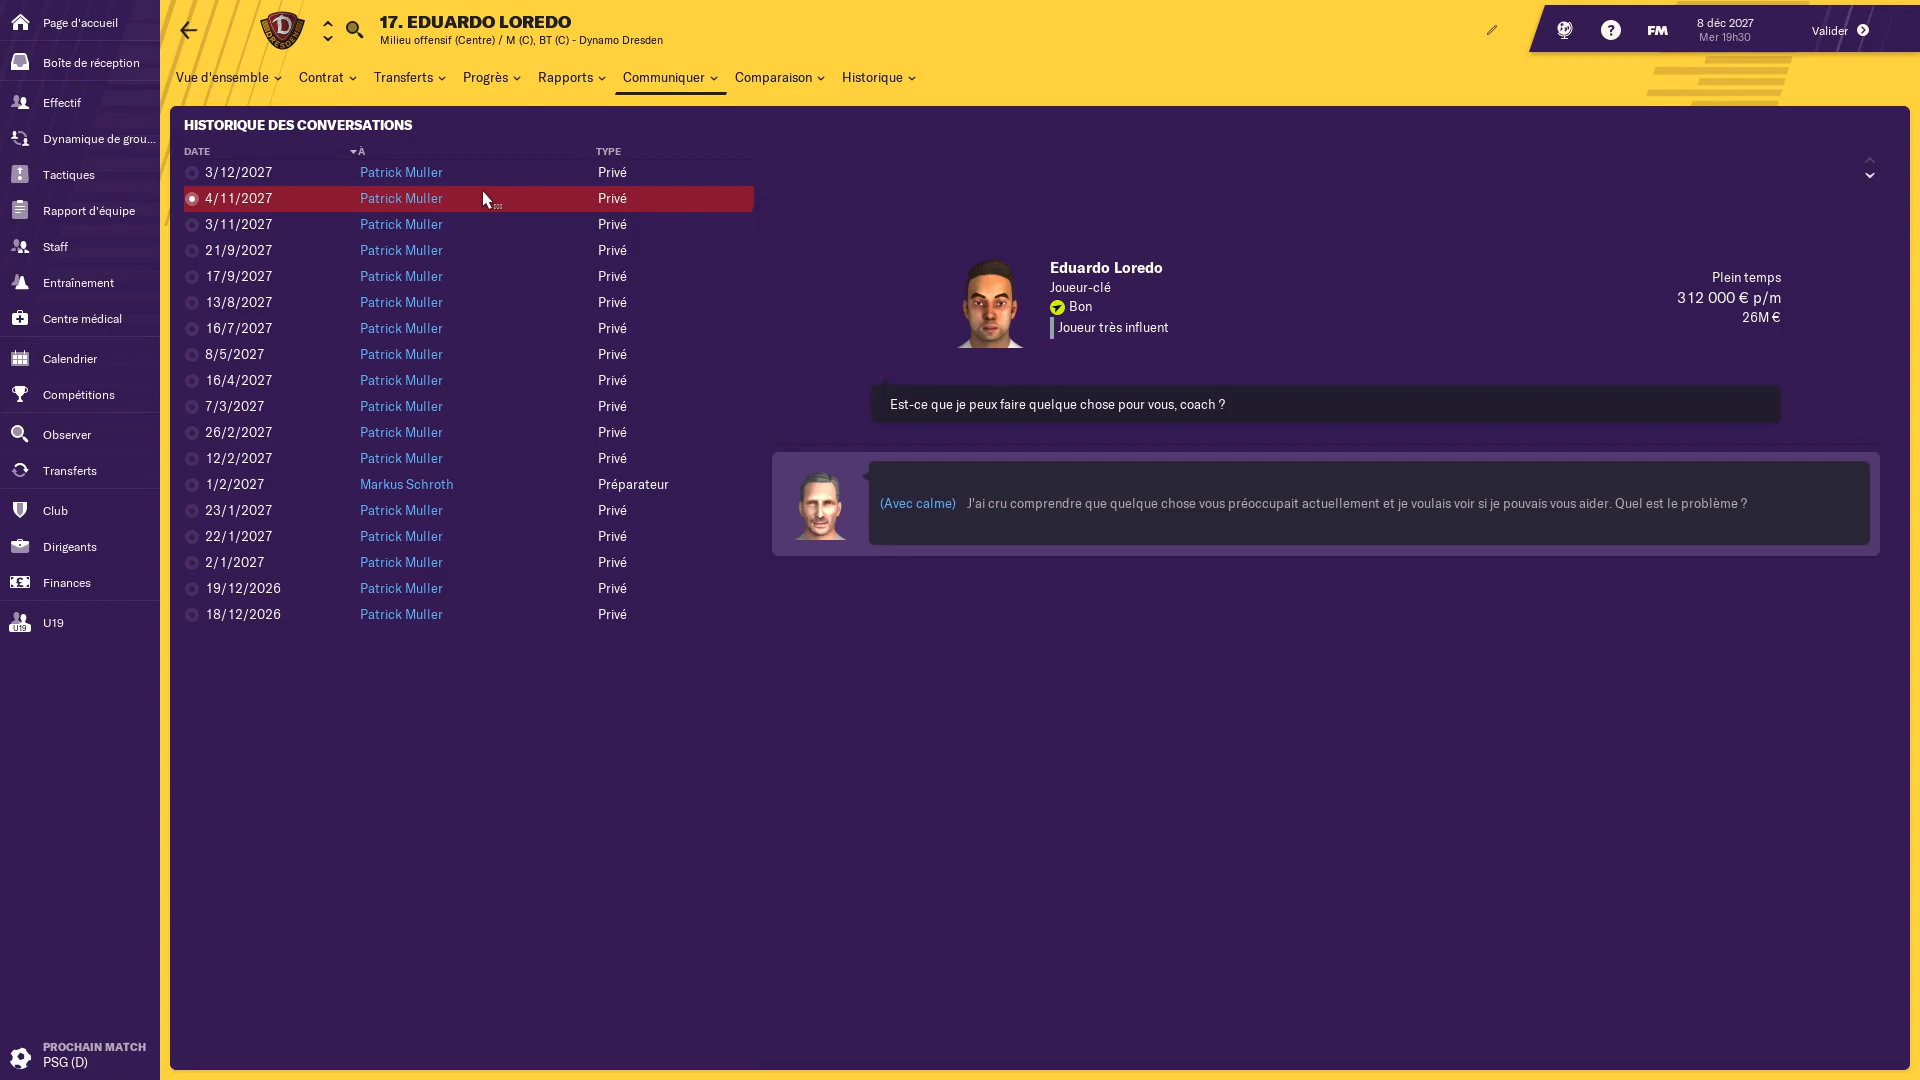 Page d'accueil
Boîte de réception
Effectif
Dynamique de grou...
Tactiques
Rapport d'équipe
Staff
Entraînement
Centre médical
Calendrier
Compétitions
Observer
Transferts
Club
Dirigeants
Finances
U19
U19
PROCHAIN MATCH
PSG (D)
17. EDUARDO LOREDO
Milieu offensif (Centre) / M (C), BT (C) - Dynamo Dresden
FM
8 déc 2027
Mer 19h30
Valider
Vue d'ensemble
Contrat
Transferts
Progrès
Rapports
Communiquer
Comparaison
Historique
HISTORIQUE DES CONVERSATIONS
DATE À TYPE
3/12/2027 Patrick Muller Privé
4/11/2027 Patrick Muller Privé
3/11/2027 Patrick Muller Privé
21/9/2027 Patrick Muller Privé
17/9/2027 Patrick Muller Privé
13/8/2027 Patrick Muller Privé
16/7/2027 Patrick Muller Privé
8/5/2027 Patrick Muller Privé
16/4/2027 Patrick Muller Privé
7/3/2027 Patrick Muller Privé
26/2/2027 Patrick Muller Privé
12/2/2027 Patrick Muller Privé
1/2/2027 Markus Schroth Préparateur
23/1/2027 Patrick Muller Privé
22/1/2027 Patrick Muller Privé
2/1/2027 Patrick Muller Privé
19/12/2026 Patrick Muller Privé
18/12/2026 Patrick Muller Privé
Eduardo Loredo
Joueur-clé
Bon
Joueur très influent
Plein temps
312 000 € p/m
26M €
Est-ce que je peux faire quelque chose pour vous, coach ?
(Avec calme) J'ai cru comprendre que quelque chose vous préoccupait actuellement et je voulais voir si je pouvais vous aider. Quel est le problème ?